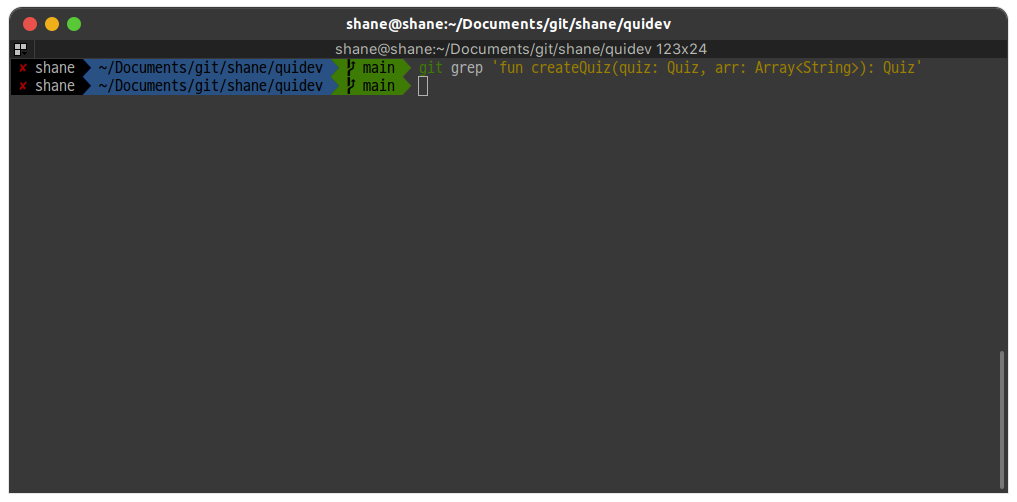 shane@shane:~/Documents/git/shane/quidev
shane@shane:~/Documents/git/shane/quidev 123x24
✘ shane ~/Documents/git/shane/quidev main git grep 'fun createQuiz(quiz: Quiz, arr: Array<String>): Quiz'
✘ shane ~/Documents/git/shane/quidev main